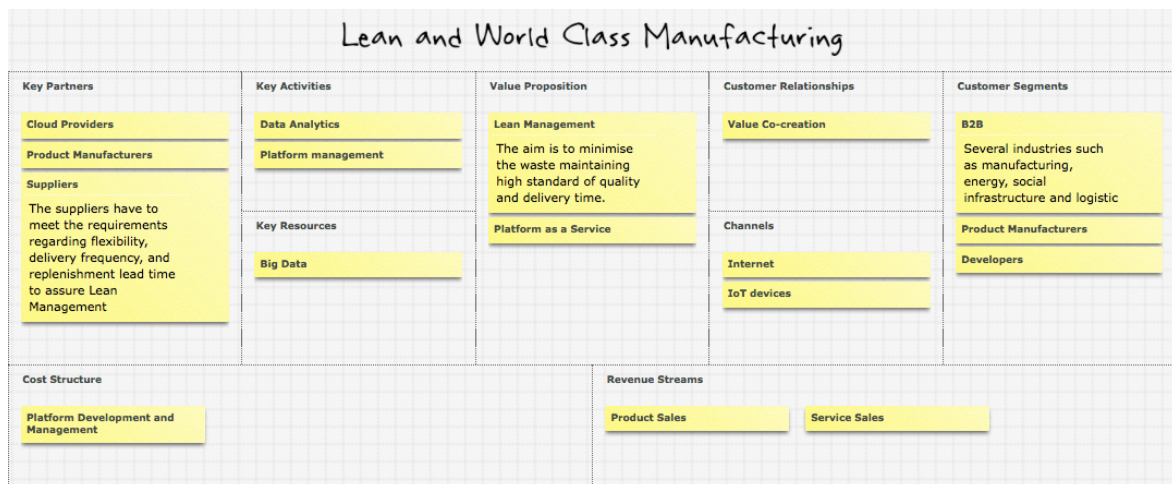 Lean and World Class Manufacturing
Key Partners
Cloud Providers
Product Manufacturers
Suppliers
The suppliers have to
meet the requirements
regarding flexibility,
delivery frequency, and
replenishment lead time
to assure Lean
Management
Key Activities
Data Analytics
Platform management
Key Resources
Big Data
Value Proposition
Lean Management
The aim is to minimise
the waste maintaining
high standard of quality
and delivery time.
Platform as a Service
Customer Relationships
Value Co-creation
Channels
Internet
IoT devices
Customer Segments
B2B
Several industries such
as manufacturing,
energy, social
infrastructure and logistic
Product Manufacturers
Developers
Cost Structure
Platform Development and
Management
Revenue Streams
Product Sales
Service Sales